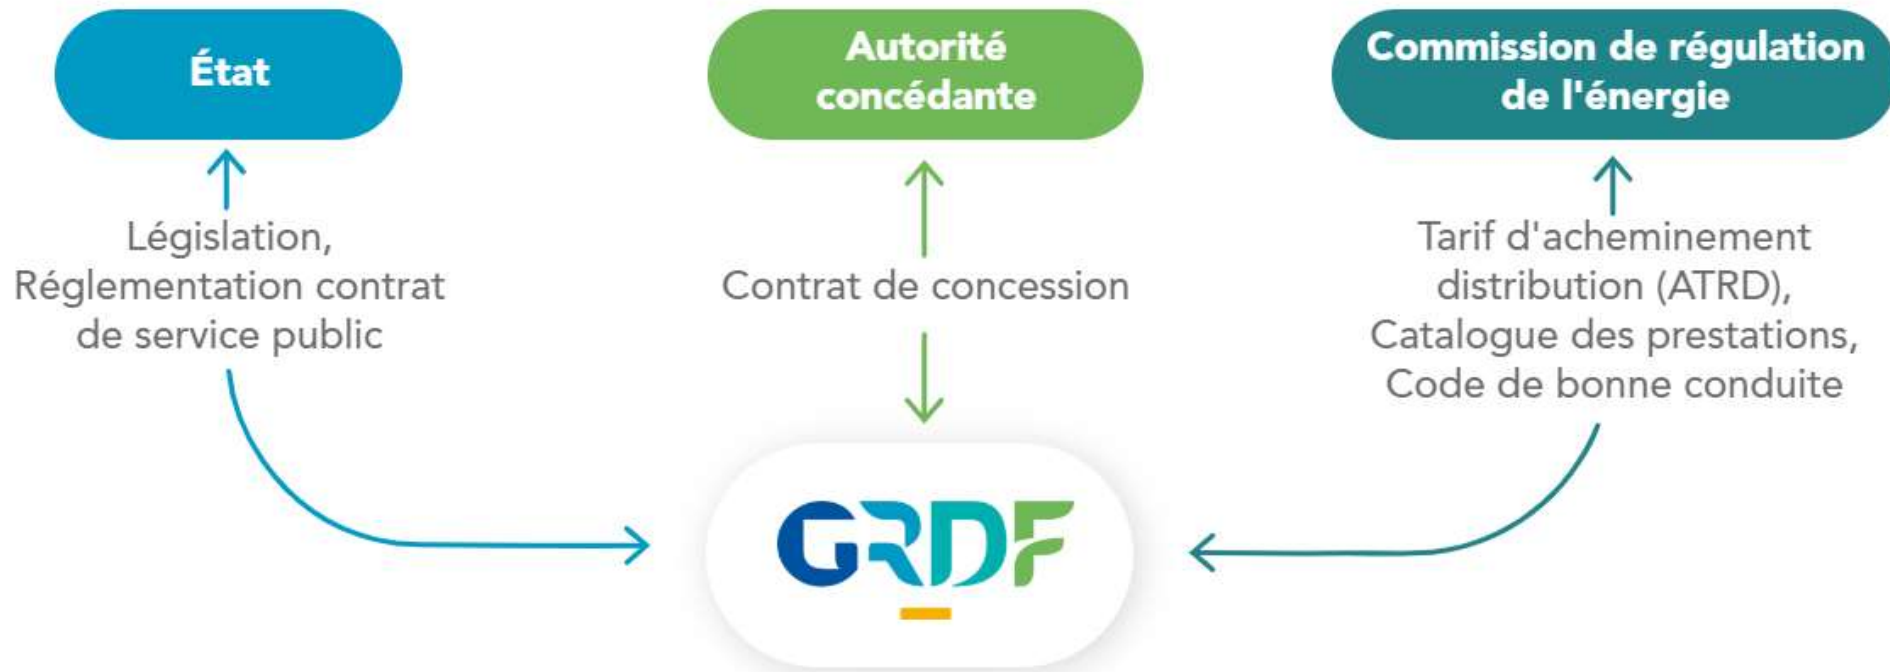 État
Autorité
concédante
Commission de régulation
de l'énergie
Législation,
Réglementation contrat
de service public
Contrat de concession
Tarif d'acheminement
distribution (ATRD),
Catalogue des prestations,
Code de bonne conduite
GRDF